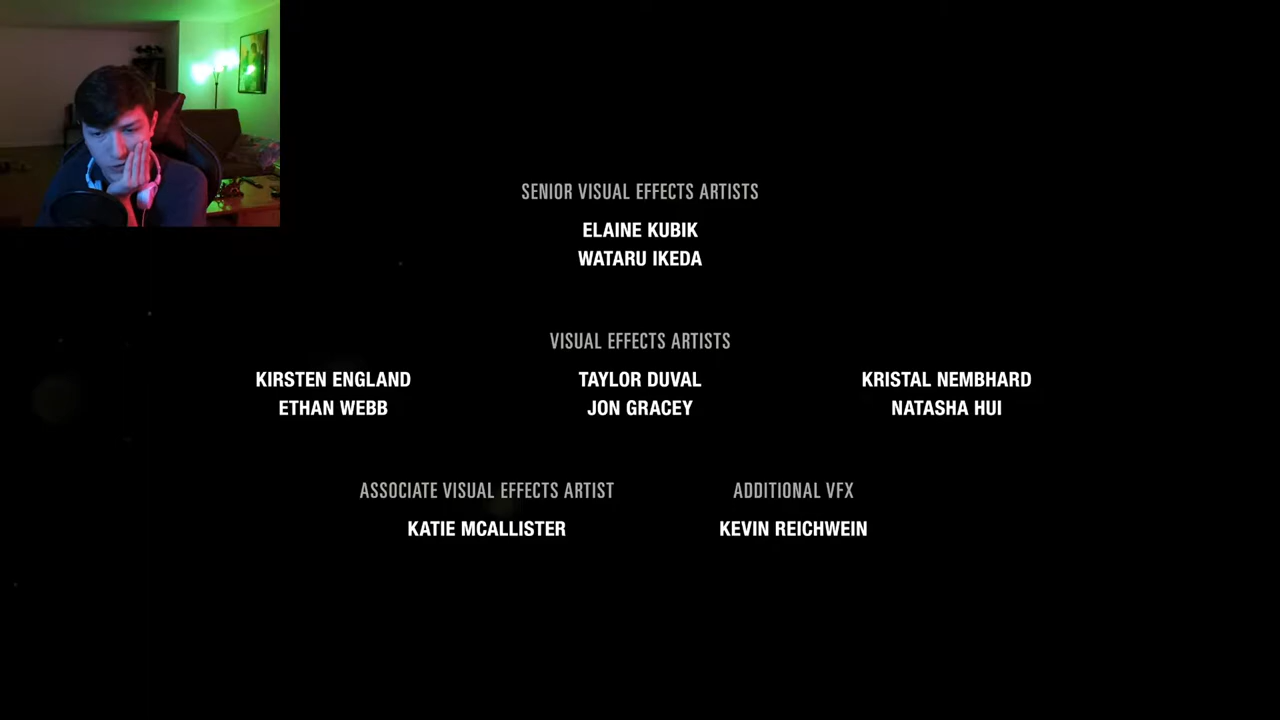 SENIOR VISUAL EFFECTS ARTISTS
ELAINE KUBIK
WATARU IKEDA
VISUAL EFFECTS ARTISTS
KIRSTEN ENGLAND TAYLOR DUVAL KRISTAL NEMBHARD
ETHAN WEBB JON GRACEY NATASHA HUI
ASSOCIATE VISUAL EFFECTS ARTIST ADDITIONAL VFX
KATIE MCALLISTER KEVIN REICHWEIN